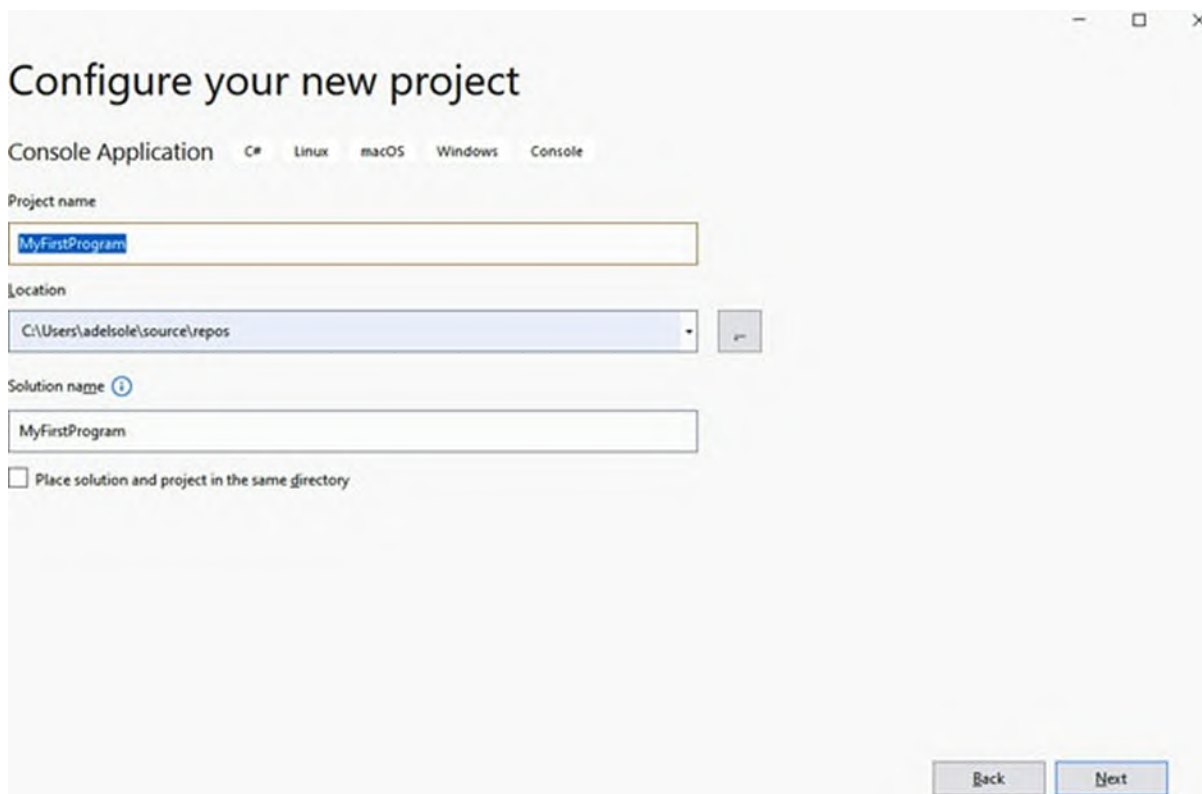 Configure your new project
Console Application C# Linux macOS Windows Console
Project name
MyFirstProgram
Location
C:\Users\adelsole\source\repos
Solution name
MyFirstProgram
Place solution and project in the same directory
Back Next